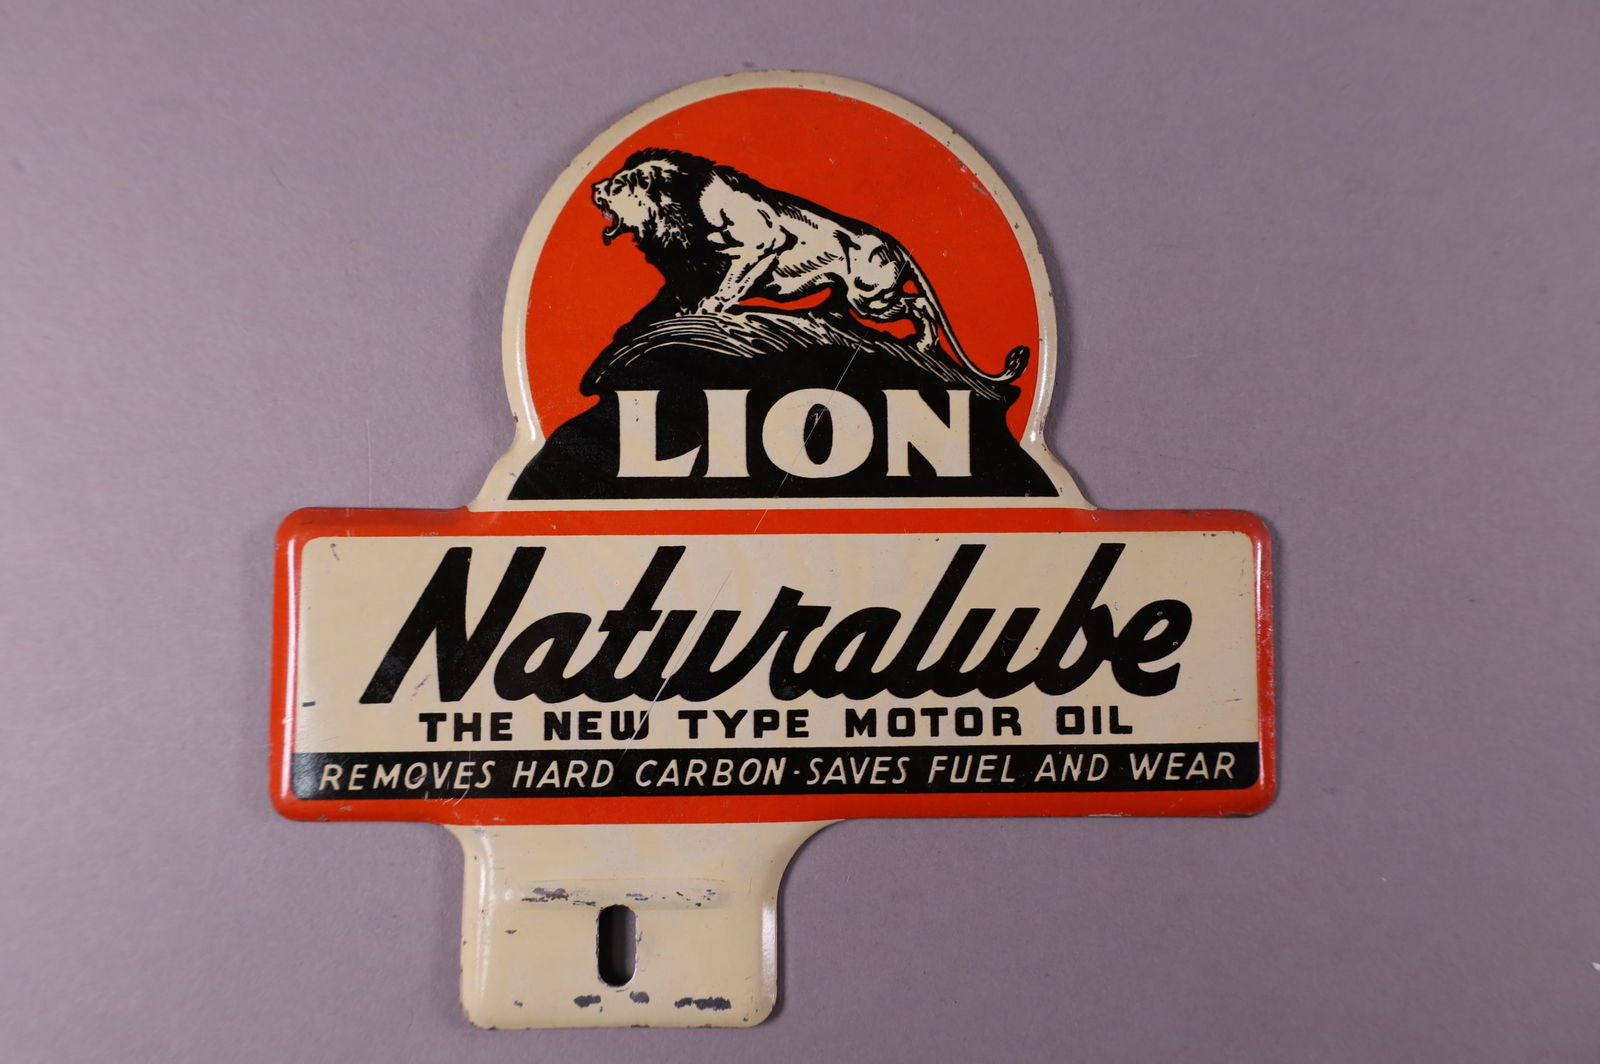 LION
Naturalube
THE NEW TYPE MOTOR OIL
REMOVES HARD CARBON·SAVES FUEL AND WEAR